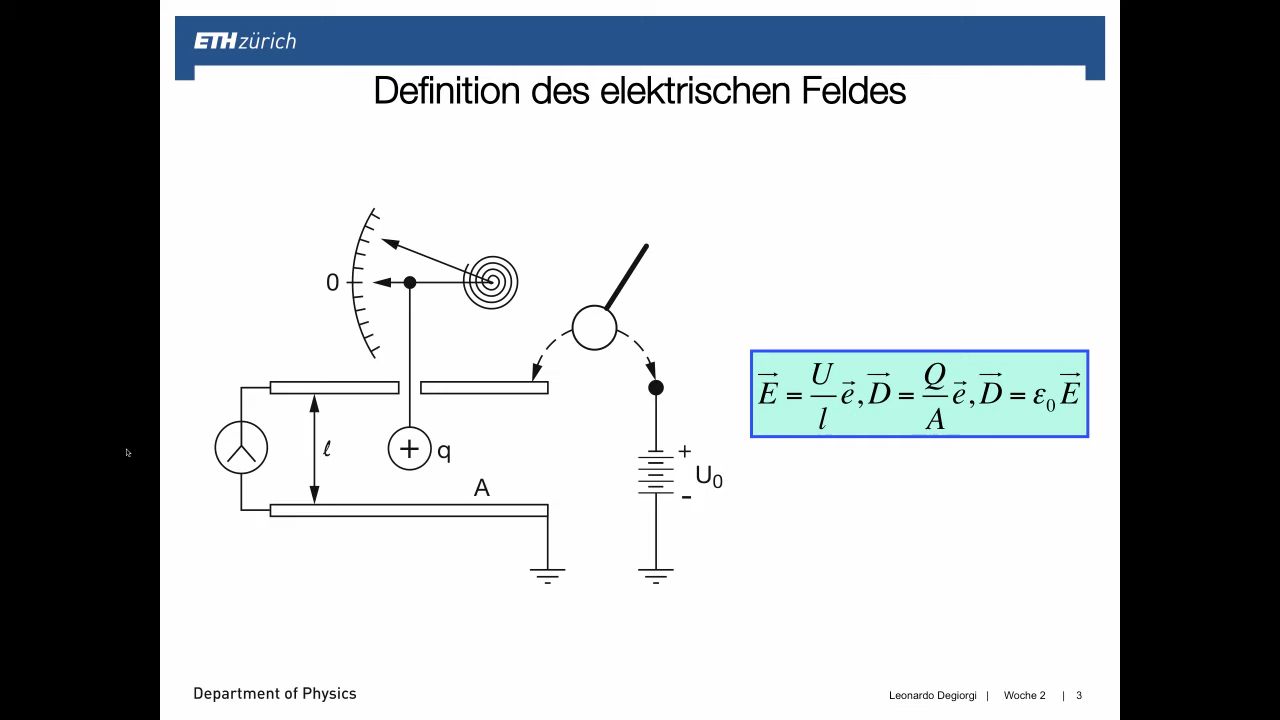 ETH zürich
Definition des elektrischen Feldes
0
ℓ
+ q
A
+
-
U₀
E⃗ = U/l e⃗, D⃗ = Q/A e⃗, D⃗ = ε₀ E⃗
Department of Physics
Leonardo Degiorgi | Woche 2 | 3